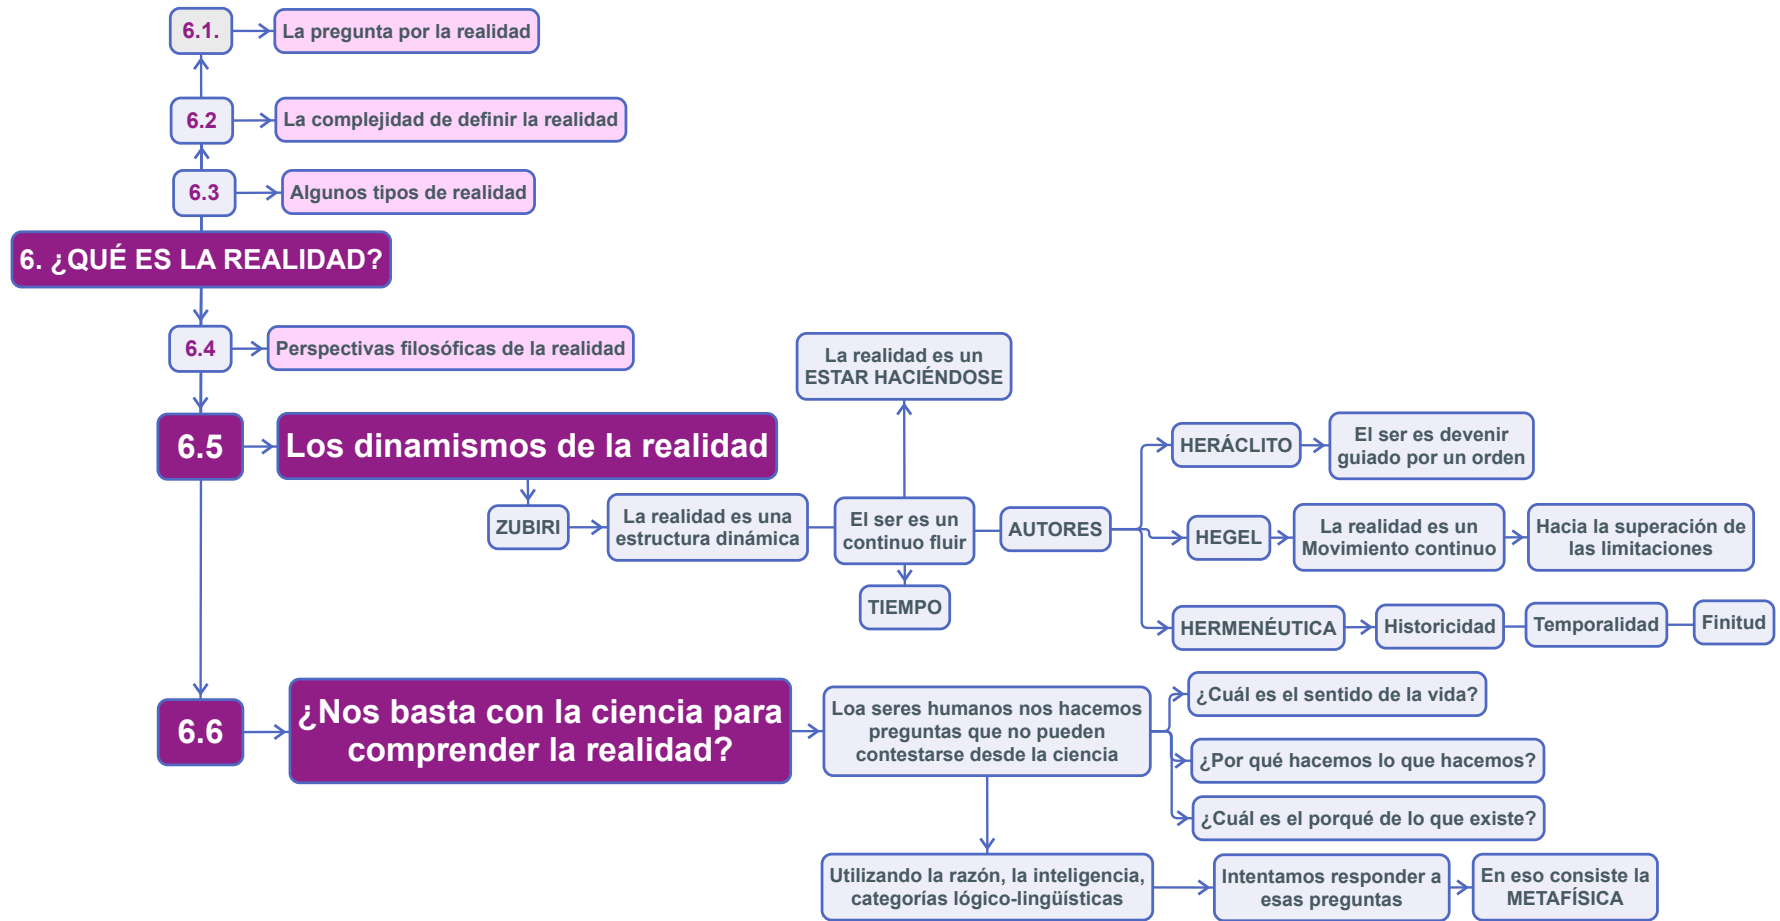 6.1.
La pregunta por la realidad
6.2
La complejidad de definir la realidad
6.3
Algunos tipos de realidad
6. ¿QUÉ ES LA REALIDAD?
6.4
Perspectivas filosóficas de la realidad
6.5
Los dinamismos de la realidad
ZUBIRI
La realidad es una
estructura dinámica
El ser es un
continuo fluir
La realidad es un
ESTAR HACIÉNDOSE
TIEMPO
AUTORES
HERÁCLITO
El ser es devenir
guiado por un orden
HEGEL
La realidad es un
Movimiento continuo
Hacia la superación de
las limitaciones
HERMENÉUTICA
Historicidad
Temporalidad
Finitud
6.6
¿Nos basta con la ciencia para
comprender la realidad?
Loa seres humanos nos hacemos
preguntas que no pueden
contestarse desde la ciencia
¿Cuál es el sentido de la vida?
¿Por qué hacemos lo que hacemos?
¿Cuál es el porqué de lo que existe?
Utilizando la razón, la inteligencia,
categorías lógico-lingüísticas
Intentamos responder a
esas preguntas
En eso consiste la
METAFÍSICA